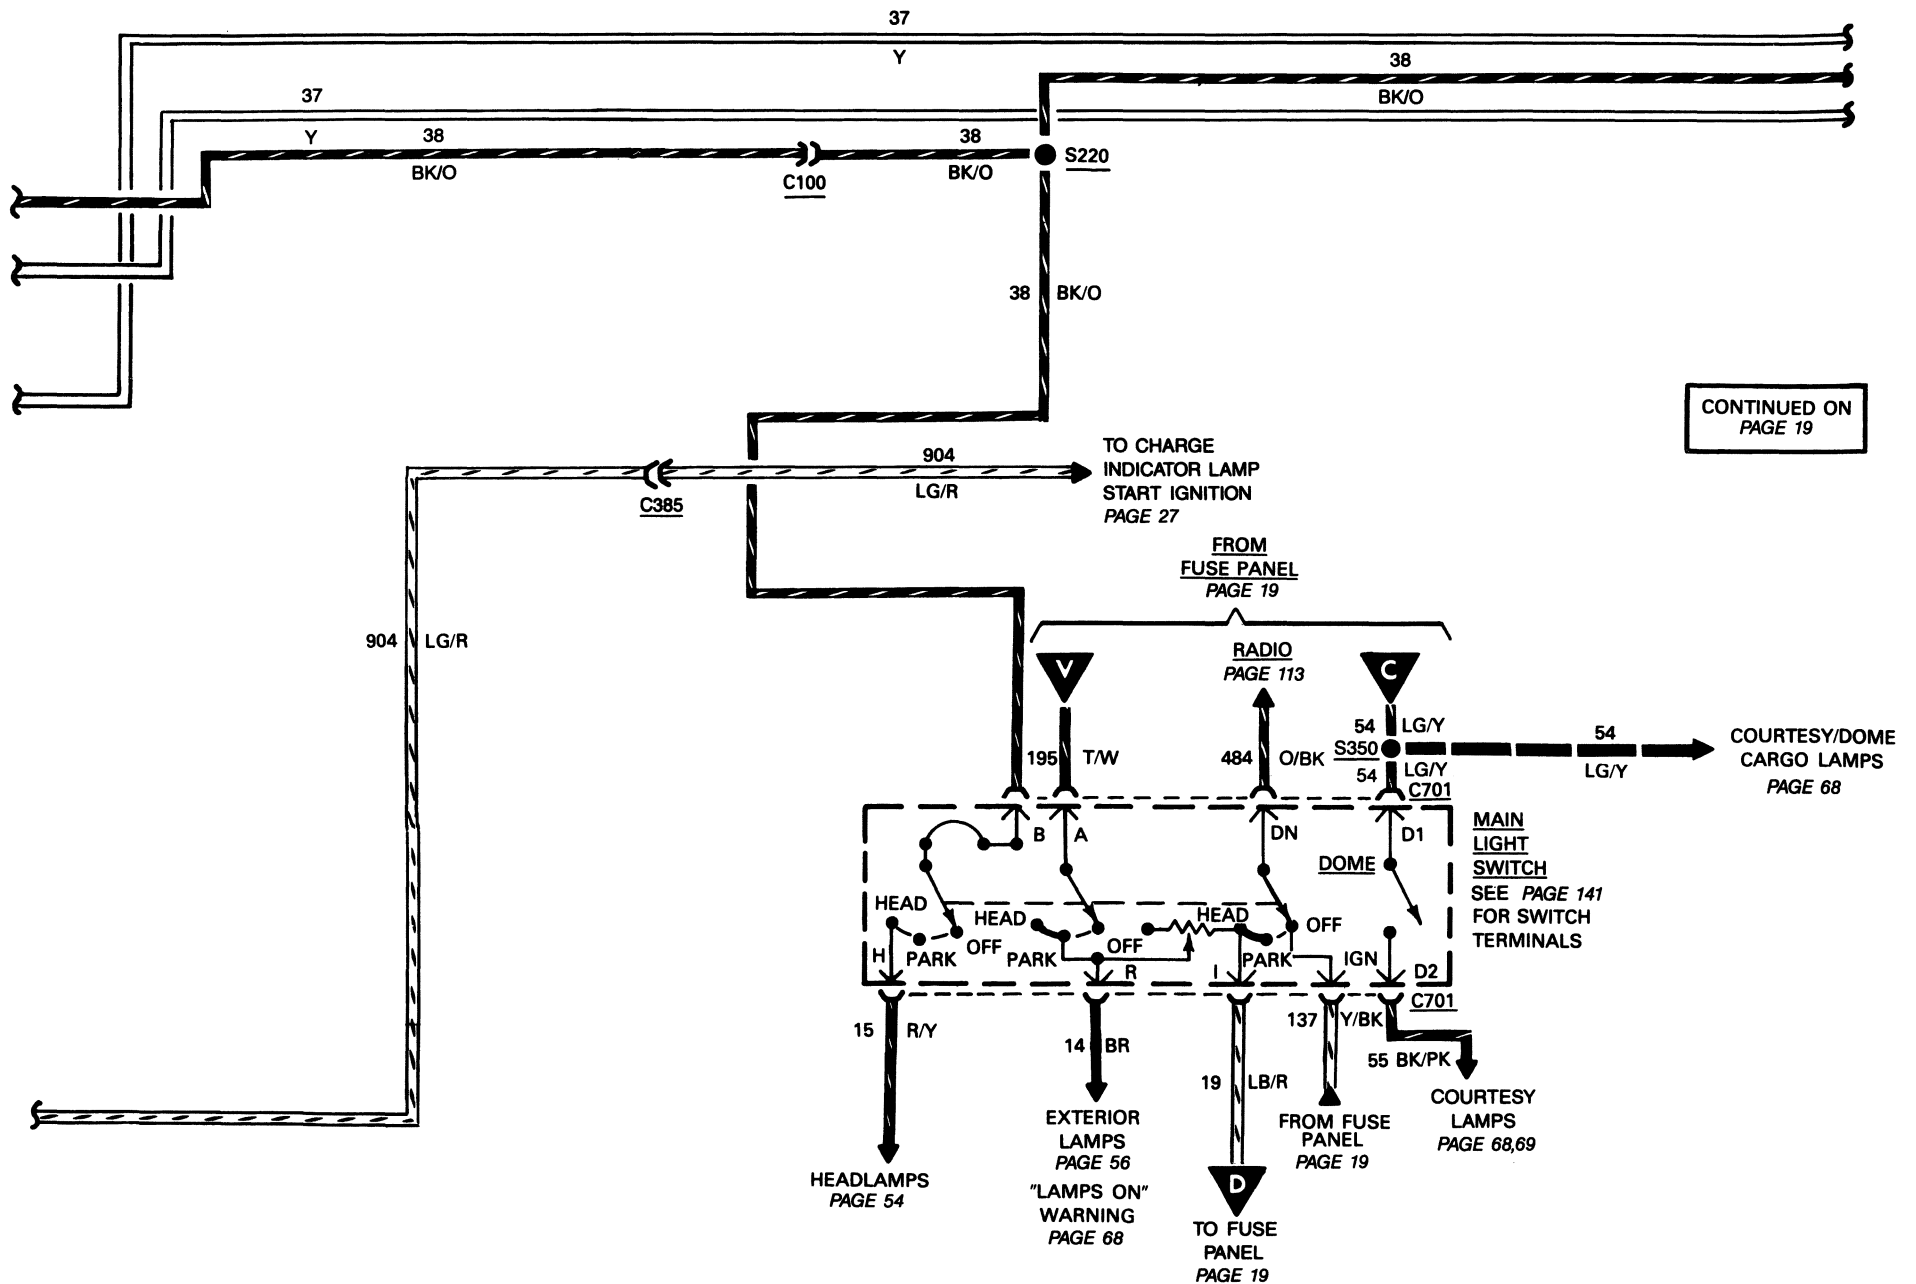 37
Y
38
BK/O
37
Y
38
BK/O
C100
38
BK/O
S220
38
BK/O
CONTINUED ON
PAGE 19
904
LG/R
C385
TO CHARGE
INDICATOR LAMP
START IGNITION
PAGE 27
FROM
FUSE PANEL
PAGE 19
904
LG/R
V
RADIO
PAGE 113
C
195
T/W
484
O/BK
54
LG/Y
S350
54
LG/Y
54
LG/Y
C701
COURTESY/DOME
CARGO LAMPS
PAGE 68
B
A
DN
D1
MAIN
LIGHT
SWITCH
SEE PAGE 141
FOR SWITCH
TERMINALS
DOME
HEAD
OFF
PARK
H
HEAD
OFF
PARK
R
HEAD
OFF
PARK
I
IGN
D2
C701
15
R/Y
14
BR
19
LB/R
137
Y/BK
55 BK/PK
HEADLAMPS
PAGE 54
EXTERIOR
LAMPS
PAGE 56
"LAMPS ON"
WARNING
PAGE 68
D
TO FUSE
PANEL
PAGE 19
FROM FUSE
PANEL
PAGE 19
COURTESY
LAMPS
PAGE 68,69